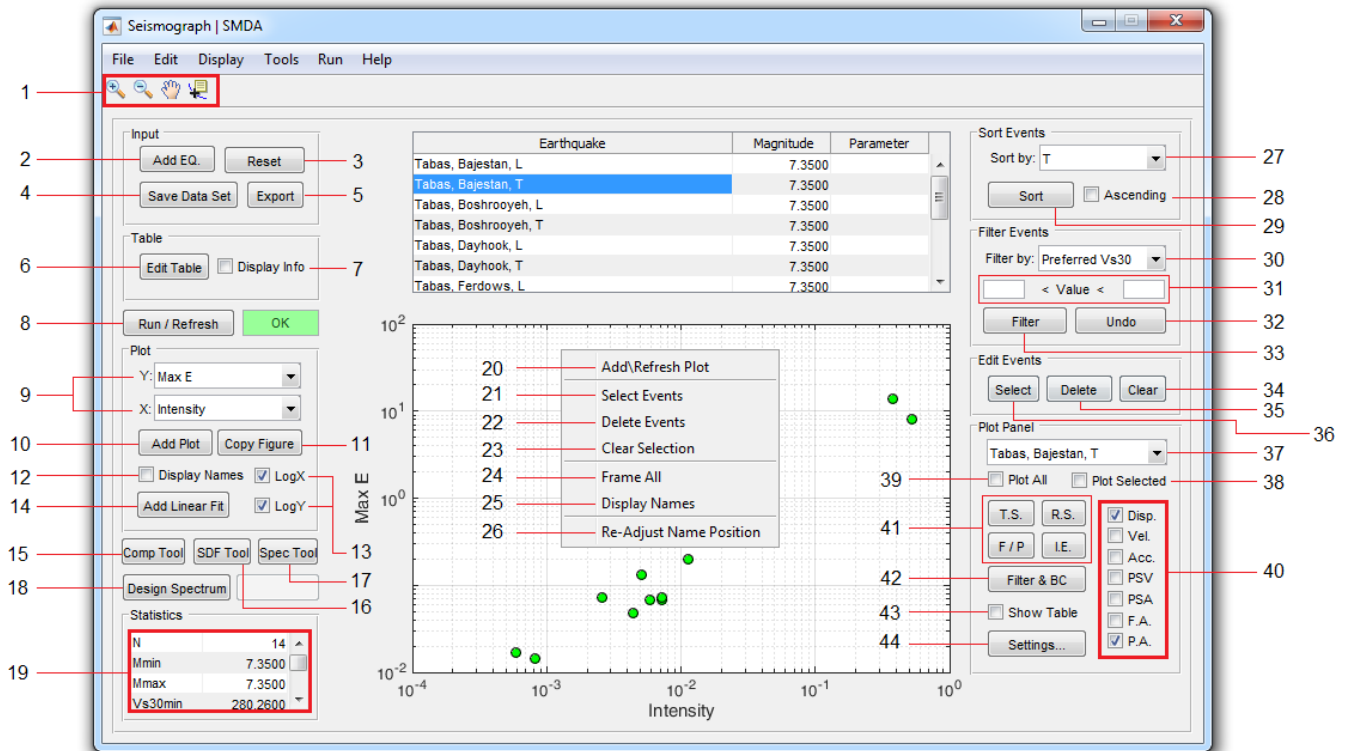 Seismograph | SMDA
File Edit Display Tools Run Help
1
Input
2 Add EQ. Reset 3
4 Save Data Set Export 5
Table
6 Edit Table Display Info 7
8 Run / Refresh OK
Plot
9 Y: Max E
X: Intensity
10 Add Plot Copy Figure 11
12 Display Names LogX
14 Add Linear Fit LogY
13
15 Comp Tool SDF Tool Spec Tool
17
18 Design Spectrum
16
Statistics
19
N 14
Mmin 7.3500
Mmax 7.3500
Vs30min 280.2600
Earthquake Magnitude Parameter
Tabas, Bajestan, L 7.3500
Tabas, Bajestan, T 7.3500
Tabas, Boshrooyeh, L 7.3500
Tabas, Boshrooyeh, T 7.3500
Tabas, Dayhook, L 7.3500
Tabas, Dayhook, T 7.3500
Tabas, Ferdows, L 7.3500
10^2
10^1
10^0
10^-2
Max E
20 Add\Refresh Plot
21 Select Events
22 Delete Events
23 Clear Selection
24 Frame All
25 Display Names
26 Re-Adjust Name Position
10^-4 10^-3 10^-2 10^-1 10^0
Intensity
Sort Events
Sort by: T 27
Sort Ascending 28
29
Filter Events
Filter by: Preferred Vs30 30
< Value < 31
Filter Undo 32
33
Edit Events
Select Delete Clear 34
35
36
Plot Panel
Tabas, Bajestan, T 37
39 Plot All Plot Selected 38
41 T.S. R.S.
F / P I.E.
42 Filter & BC
43 Show Table
44 Settings...
Disp.
Vel.
Acc.
PSV
PSA
F.A.
P.A.
40